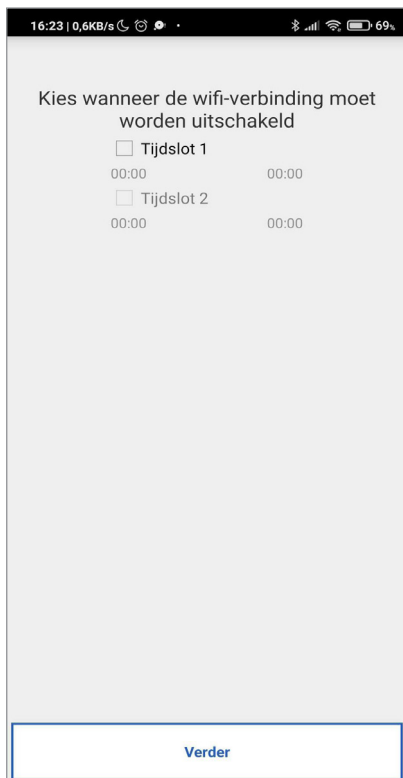 16:23 | 0,6KB/s 69%
Kies wanneer de wifi-verbinding moet
worden uitschakeld
Tijdslot 1
00:00 00:00
Tijdslot 2
00:00 00:00
Verder